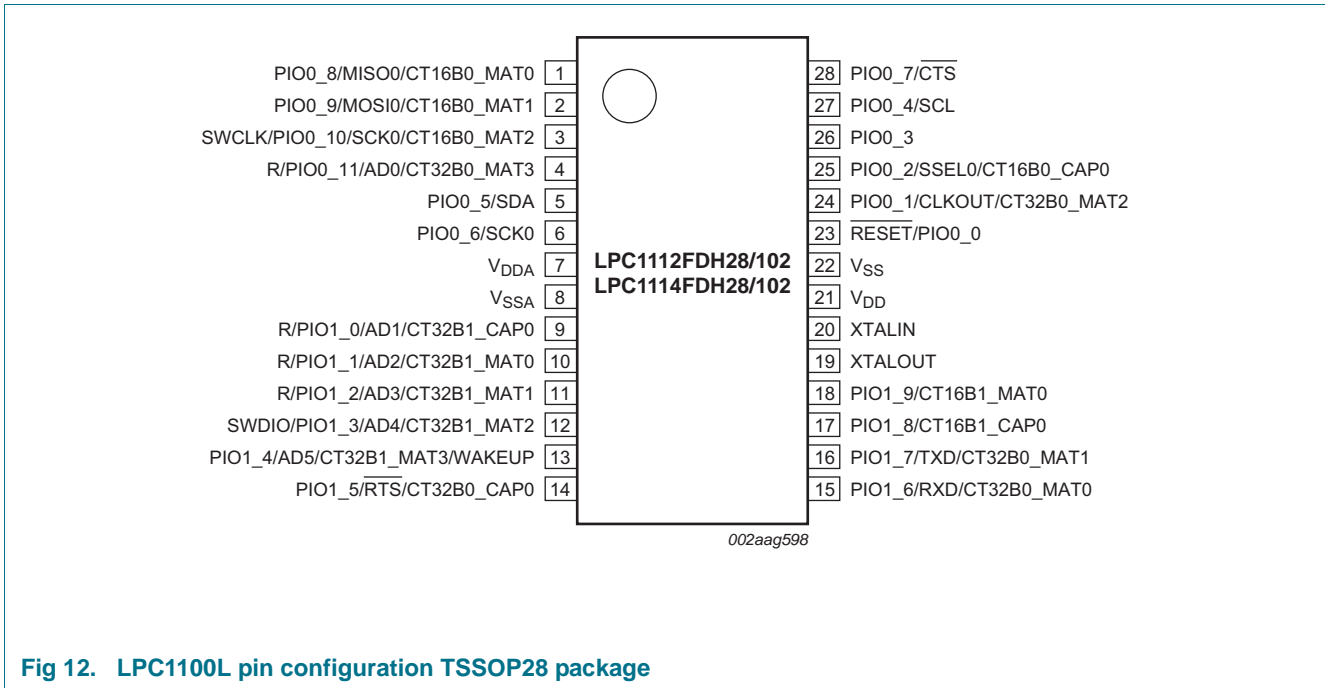 PIO0_8/MISO0/CT16B0_MAT0 1
PIO0_9/MOSI0/CT16B0_MAT1 2
SWCLK/PIO0_10/SCK0/CT16B0_MAT2 3
R/PIO0_11/AD0/CT32B0_MAT3 4
PIO0_5/SDA 5
PIO0_6/SCK0 6
VDDA 7
VSSA 8
R/PIO1_0/AD1/CT32B1_CAP0 9
R/PIO1_1/AD2/CT32B1_MAT0 10
R/PIO1_2/AD3/CT32B1_MAT1 11
SWDIO/PIO1_3/AD4/CT32B1_MAT2 12
PIO1_4/AD5/CT32B1_MAT3/WAKEUP 13
PIO1_5/RTS/CT32B0_CAP0 14
LPC1112FDH28/102
LPC1114FDH28/102
28 PIO0_7/CTS
27 PIO0_4/SCL
26 PIO0_3
25 PIO0_2/SSEL0/CT16B0_CAP0
24 PIO0_1/CLKOUT/CT32B0_MAT2
23 RESET/PIO0_0
22 VSS
21 VDD
20 XTALIN
19 XTALOUT
18 PIO1_9/CT16B1_MAT0
17 PIO1_8/CT16B1_CAP0
16 PIO1_7/TXD/CT32B0_MAT1
15 PIO1_6/RXD/CT32B0_MAT0
002aag598
Fig 12. LPC1100L pin configuration TSSOP28 package